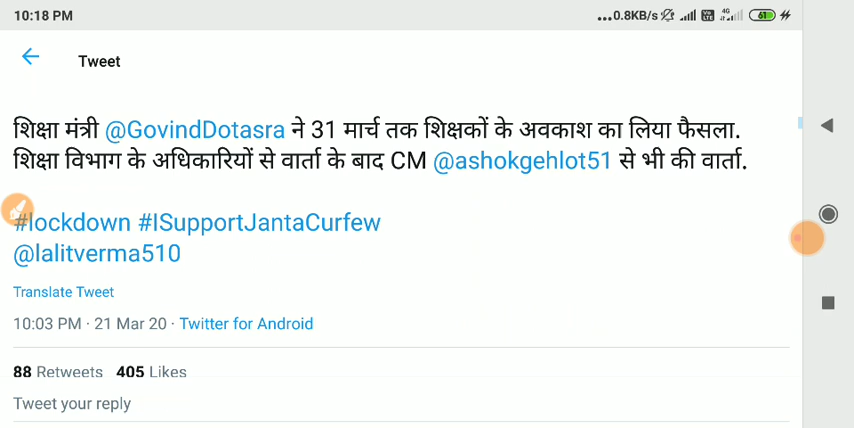 10:18 PM
...0.8KB/s 4G 61
Tweet
शिक्षा मंत्री @GovindDotasra ने 31 मार्च तक शिक्षकों के अवकाश का लिया फैसला.
शिक्षा विभाग के अधिकारियों से वार्ता के बाद CM @ashokgehlot51 से भी की वार्ता.
#lockdown #ISupportJantaCurfew
@lalitverma510
Translate Tweet
10:03 PM · 21 Mar 20 · Twitter for Android
88 Retweets 405 Likes
Tweet your reply